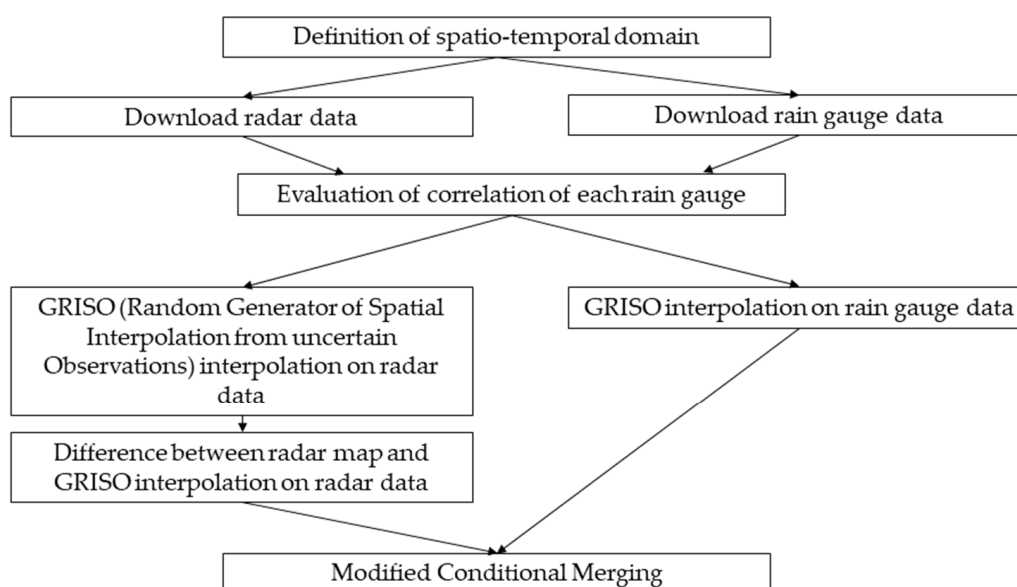 Definition of spatio-temporal domain
Download radar data
Download rain gauge data
Evaluation of correlation of each rain gauge
GRISO (Random Generator of Spatial
Interpolation from uncertain
Observations) interpolation on radar
data
GRISO interpolation on rain gauge data
Difference between radar map and
GRISO interpolation on radar data
Modified Conditional Merging